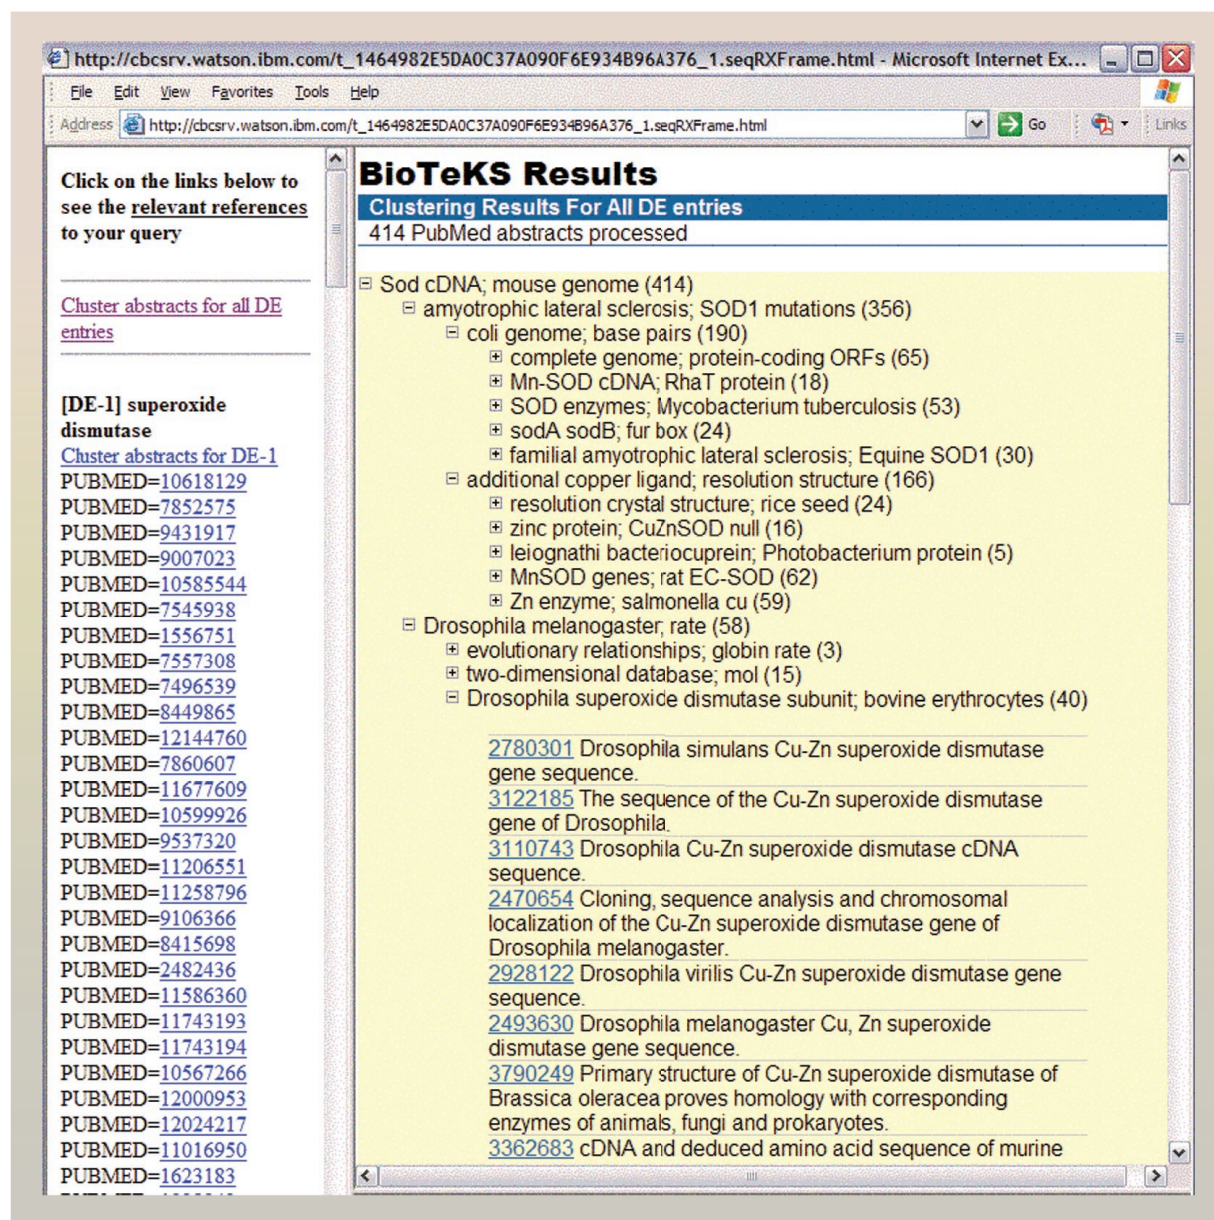 http://cbcsrv.watson.ibm.com/t_1464982E5DA0C37A090F6E934B96A376_1.seqRXFrame.html - Microsoft Internet Ex...
File Edit View Favorites Tools Help
Address http://cbcsrv.watson.ibm.com/t_1464982E5DA0C37A090F6E934B96A376_1.seqRXFrame.html Go Links
Click on the links below to
see the relevant references
to your query
Cluster abstracts for all DE
entries
[DE-1] superoxide
dismutase
Cluster abstracts for DE-1
PUBMED=10618129
PUBMED=7852575
PUBMED=9431917
PUBMED=9007023
PUBMED=10585544
PUBMED=7545938
PUBMED=1556751
PUBMED=7557308
PUBMED=7496539
PUBMED=8449865
PUBMED=12144760
PUBMED=7860607
PUBMED=11677609
PUBMED=10599926
PUBMED=9537320
PUBMED=11206551
PUBMED=11258796
PUBMED=9106366
PUBMED=8415698
PUBMED=2482436
PUBMED=11586360
PUBMED=11743193
PUBMED=11743194
PUBMED=10567266
PUBMED=12000953
PUBMED=12024217
PUBMED=11016950
PUBMED=1623183
BioTeKS Results
Clustering Results For All DE entries
414 PubMed abstracts processed
Sod cDNA; mouse genome (414)
amyotrophic lateral sclerosis; SOD1 mutations (356)
coli genome; base pairs (190)
complete genome; protein-coding ORFs (65)
Mn-SOD cDNA; RhaT protein (18)
SOD enzymes; Mycobacterium tuberculosis (53)
sodA sodB; fur box (24)
familial amyotrophic lateral sclerosis; Equine SOD1 (30)
additional copper ligand; resolution structure (166)
resolution crystal structure; rice seed (24)
zinc protein; CuZnSOD null (16)
leiognathi bacteriocuprein; Photobacterium protein (5)
MnSOD genes; rat EC-SOD (62)
Zn enzyme; salmonella cu (59)
Drosophila melanogaster; rate (58)
evolutionary relationships; globin rate (3)
two-dimensional database; mol (15)
Drosophila superoxide dismutase subunit; bovine erythrocytes (40)
2780301 Drosophila simulans Cu-Zn superoxide dismutase
gene sequence.
3122185 The sequence of the Cu-Zn superoxide dismutase
gene of Drosophila.
3110743 Drosophila Cu-Zn superoxide dismutase cDNA
sequence.
2470654 Cloning, sequence analysis and chromosomal
localization of the Cu-Zn superoxide dismutase gene of
Drosophila melanogaster.
2928122 Drosophila virilis Cu-Zn superoxide dismutase gene
sequence.
2493630 Drosophila melanogaster Cu, Zn superoxide
dismutase gene sequence.
3790249 Primary structure of Cu-Zn superoxide dismutase of
Brassica oleracea proves homology with corresponding
enzymes of animals, fungi and prokaryotes.
3362683 cDNA and deduced amino acid sequence of murine